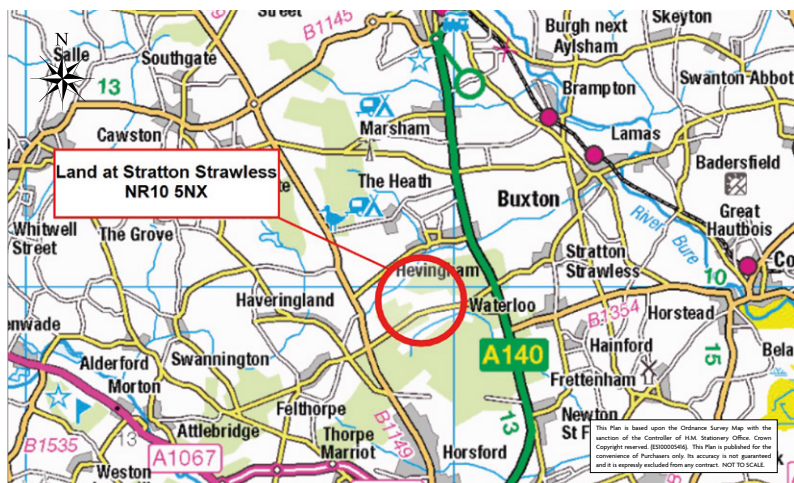 Street
B1145
Burgh next
Aylsham
Skeyton
Salle
Southgate
13
Swanton Abbot
Brampton
Cawston
Marsham
Lamas
Land at Stratton Strawless
NR10 5NX
The Heath
Badersfield
Buxton
Whitwell
Street
The Grove
River Bure
Great
Hautbois
Stratton
Strawless
Hevingham
10
Haveringland
Waterloo
B1354
Horstead
Alderford
Swannington
A140
Hainford
15
Morton
Frettenham
13
Attlebridge
Felthorpe
13
B1149
Newton
B1535
A1067
Thorpe
Marriot
Horsford
Weston
This Plan is based upon the Ordnance Survey Map with the
sanction of the Controller of H.M. Stationery Office. Crown
Copyright reserved. (ES10000546). This Plan is published for the
convenience of Purchasers only. Its accuracy is not guaranteed
and it is expressly excluded from any contract. NOT TO SCALE.